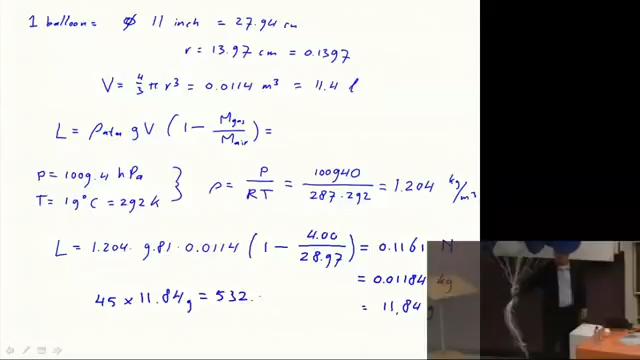 1 balloon = ⌀ 11 inch = 27.94 cm
r = 13.97 cm = 0.1397
V = 4/3 π r³ = 0.0114 m³ = 11.4 l
L = ρatm g V (1 − Mgas/Mair) =
P = 1009.4 hPa
T = 19°C = 292 K
ρ = P/RT = 100940/287·292 = 1.204 kg/m³
L = 1.204 · 9.81 · 0.0114 (1 − 4.00/28.97) = 0.1161 N
= 0.01184 kg
= 11,84 g
45 × 11.84 g = 532.